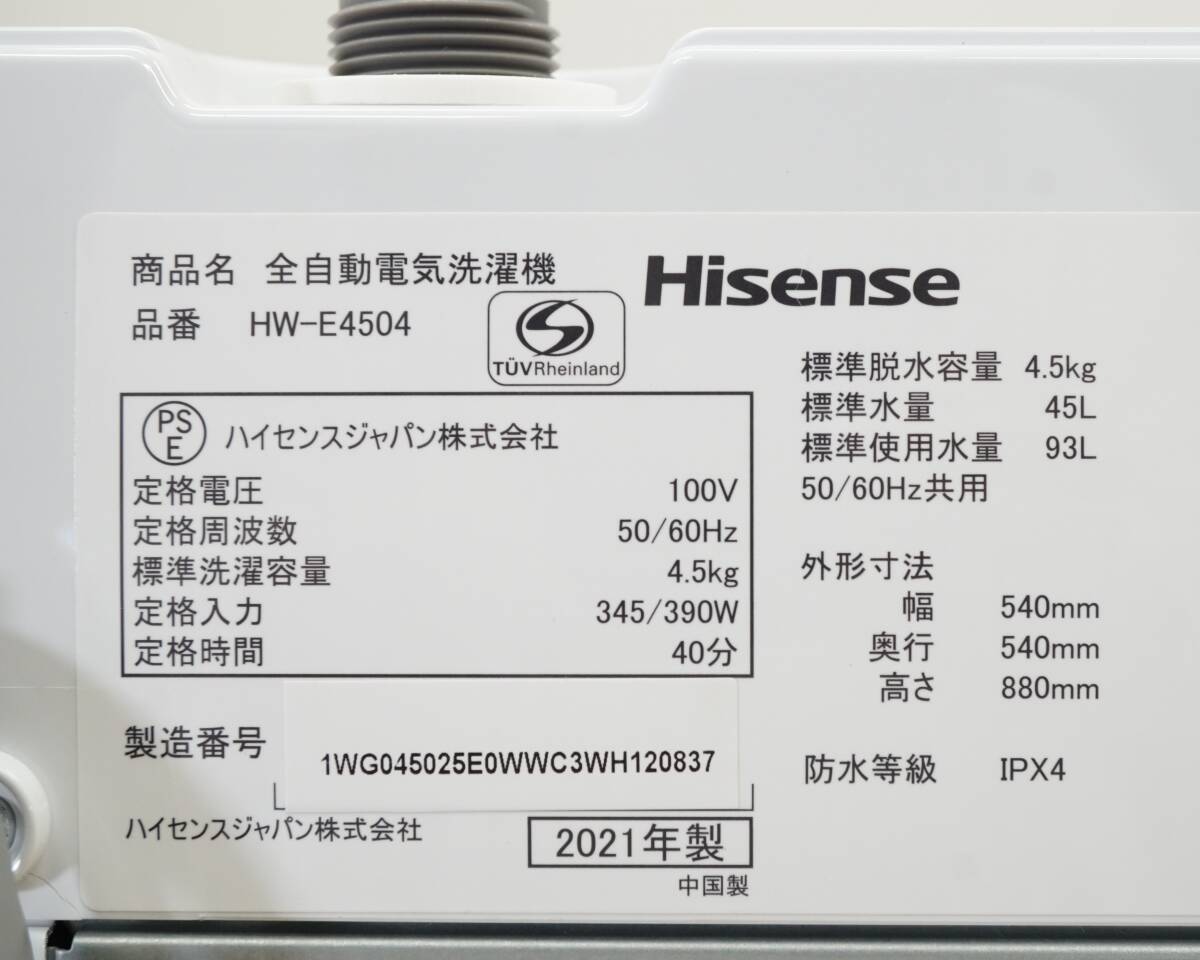 商品名 全自動電気洗濯機
品番 HW-E4504
TÜVRheinland
Hisense
PS
E
ハイセンスジャパン株式会社
定格電圧 100V
定格周波数 50/60Hz
標準洗濯容量 4.5kg
定格入力 345/390W
定格時間 40分
製造番号 1WG045025E0WWC3WH120837
ハイセンスジャパン株式会社
2021年製
中国製
標準脱水容量 4.5kg
標準水量 45L
標準使用水量 93L
50/60Hz共用
外形寸法
幅 540mm
奥行 540mm
高さ 880mm
防水等級 IPX4